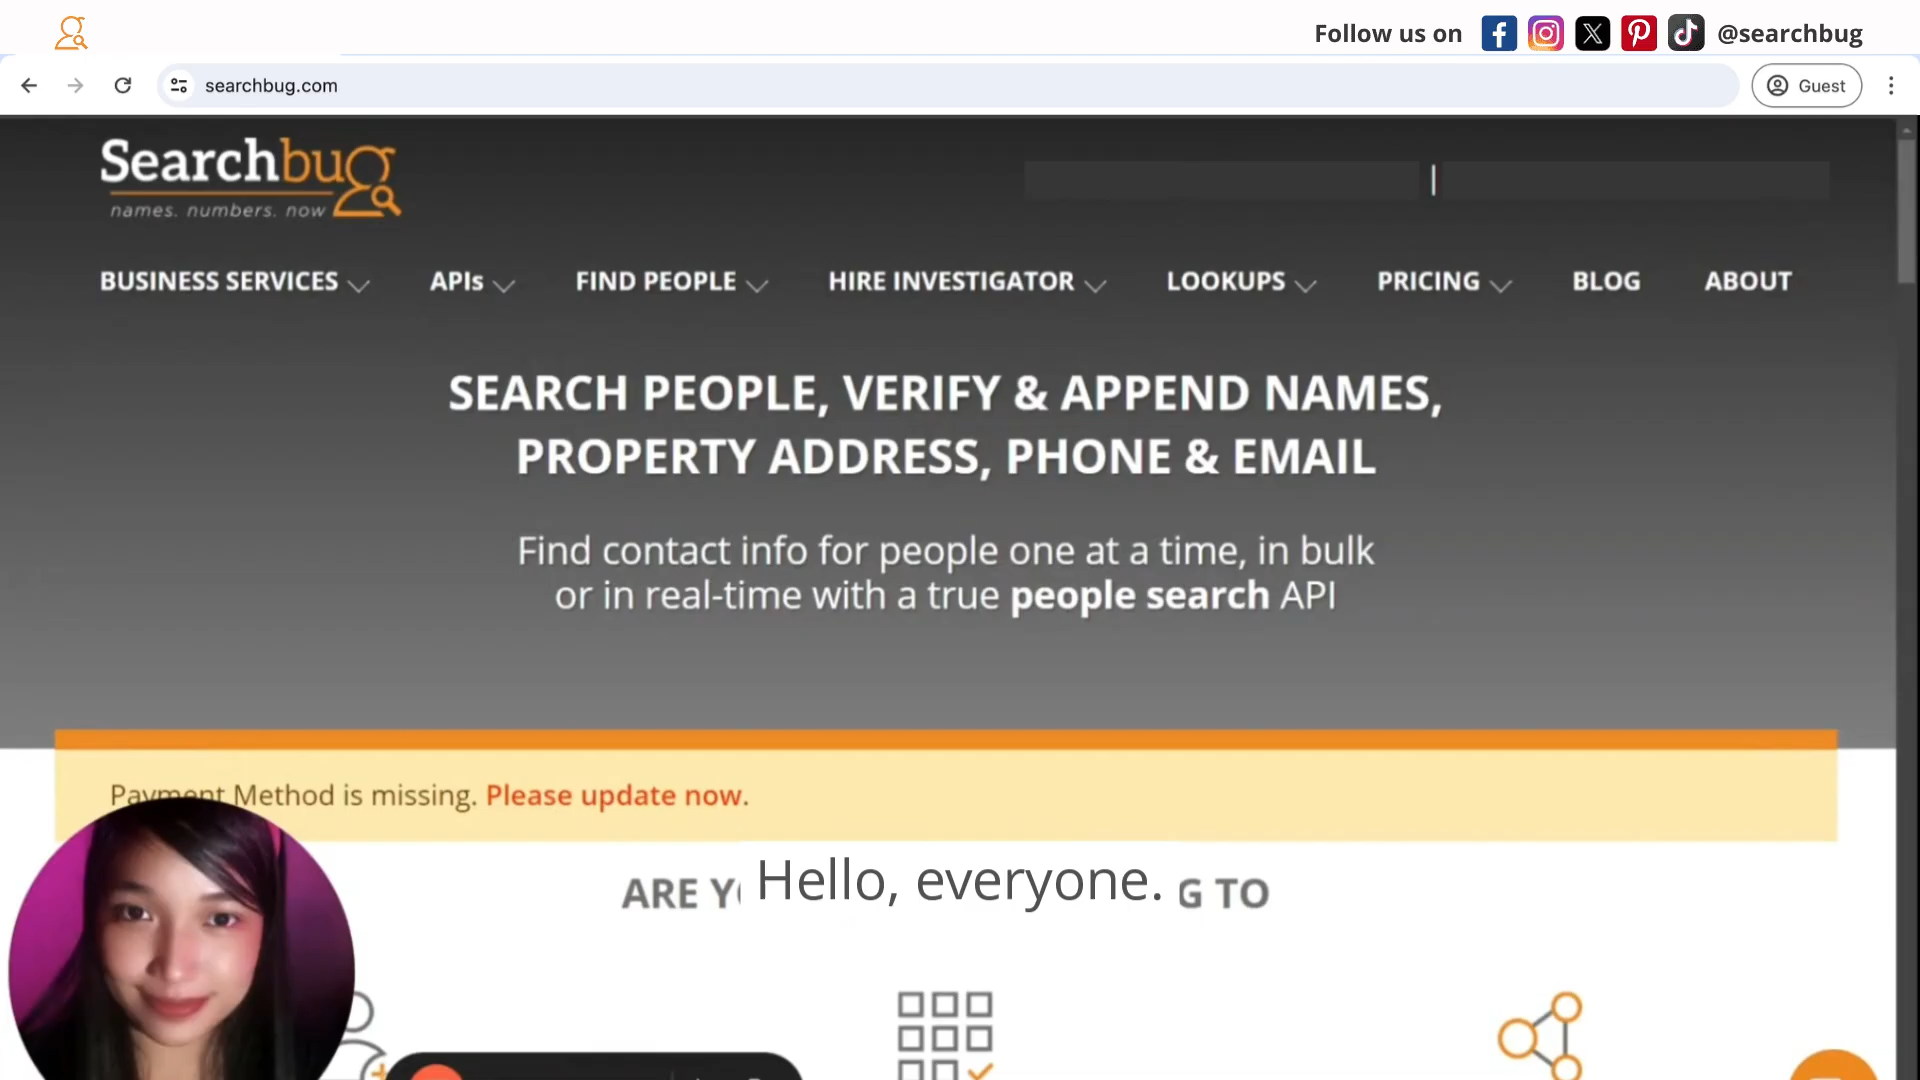 Follow us on @searchbug
searchbug.com
Guest
Searchbug
names. numbers. now
BUSINESS SERVICES APIs FIND PEOPLE HIRE INVESTIGATOR LOOKUPS PRICING BLOG ABOUT
SEARCH PEOPLE, VERIFY & APPEND NAMES,
PROPERTY ADDRESS, PHONE & EMAIL
Find contact info for people one at a time, in bulk
or in real-time with a true people search API
Payment Method is missing. Please update now.
Hello, everyone.
ARE G TO